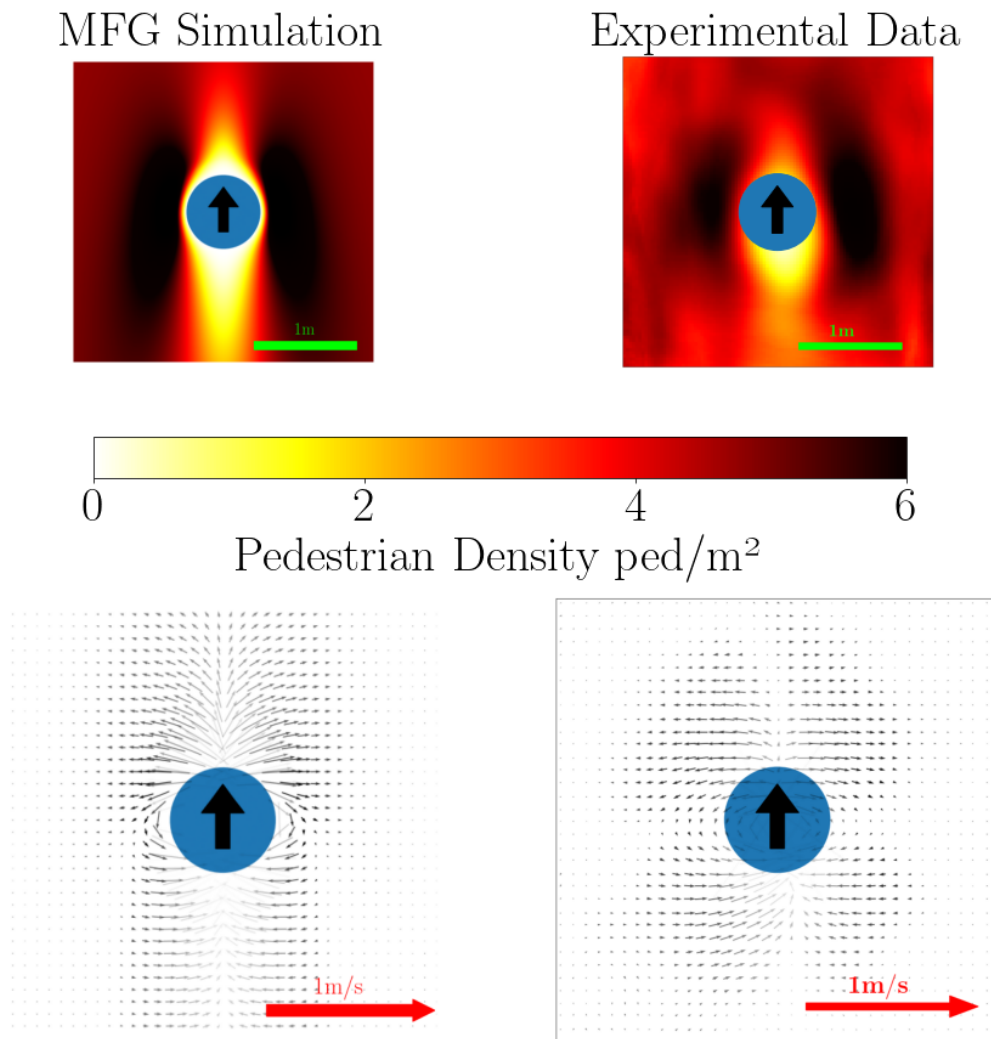 MFG Simulation
Experimental Data
1m
1m
0 2 4 6
Pedestrian Density ped/m²
1m/s
1m/s